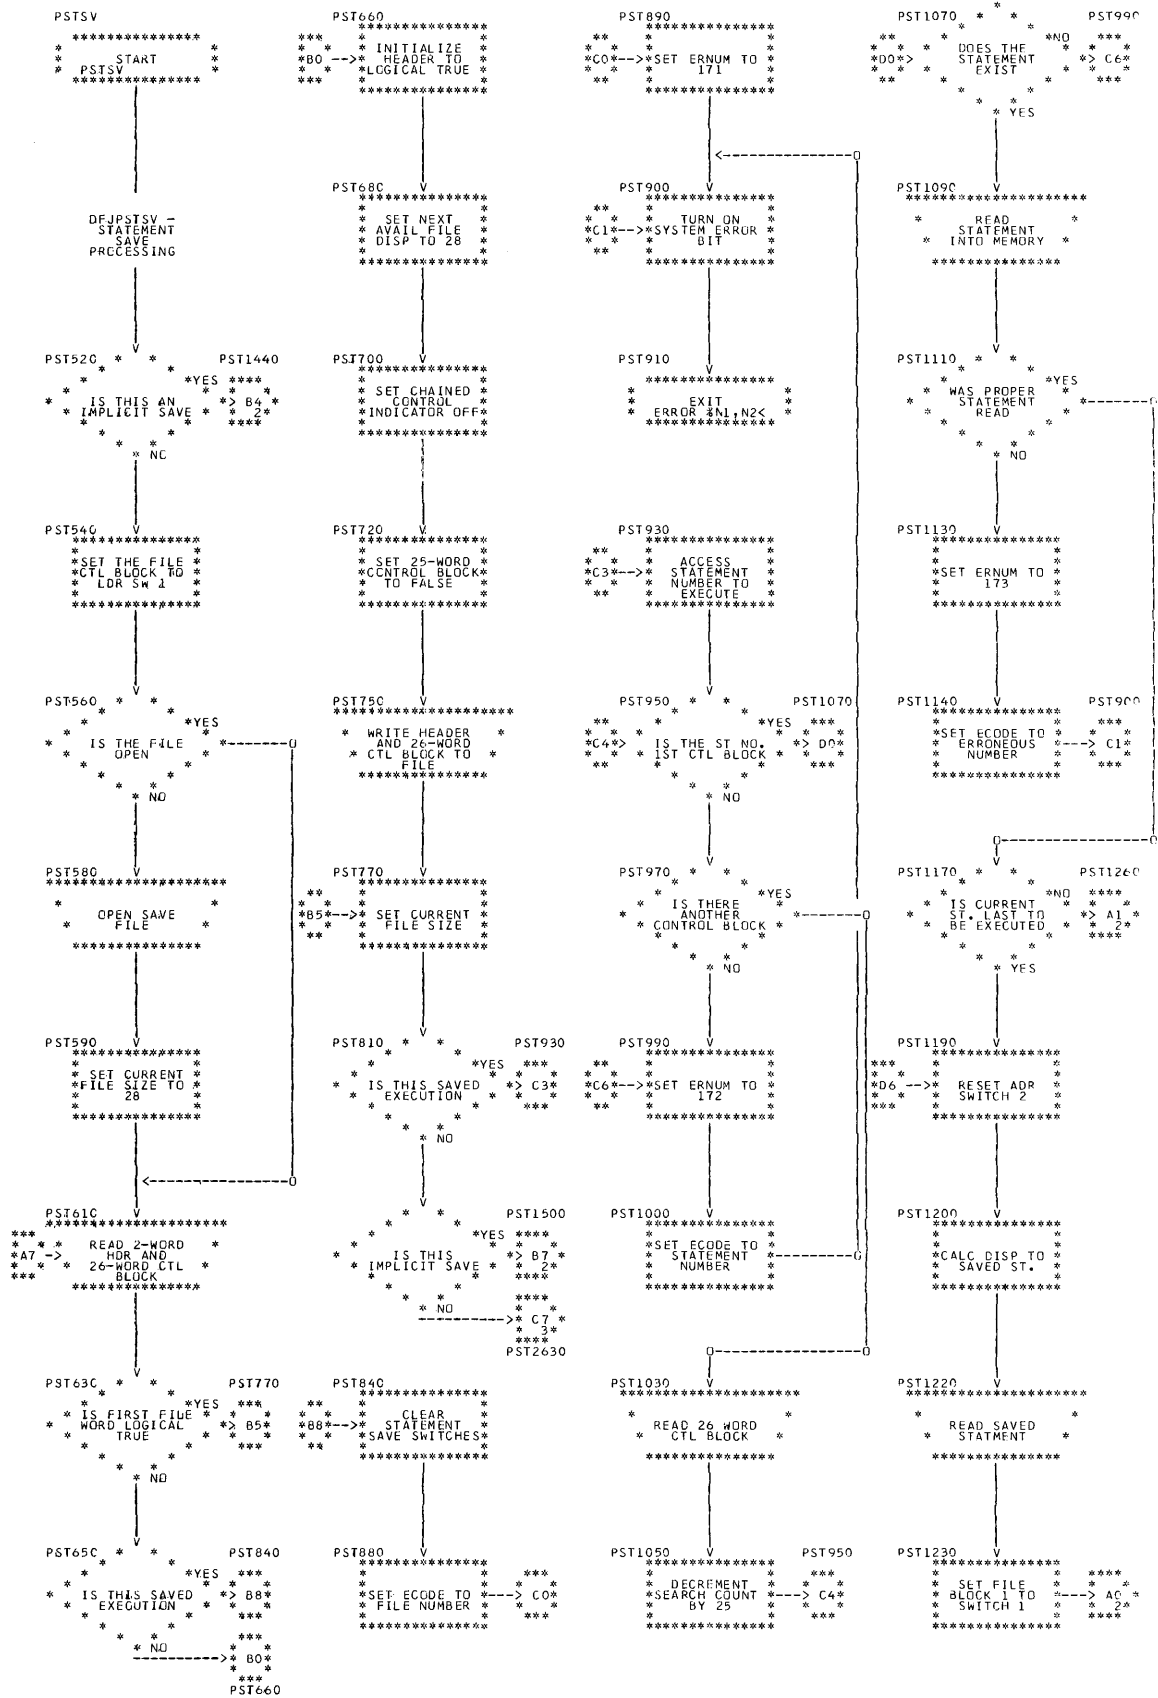 PSTSV
START
PSTSV
DFJPSTSV -
STATEMENT
SAVE
PROCESSING
PST520
IS THIS AN
IMPLICIT SAVE
YES
PST1440
B4
2
NO
PST540
SET THE FILE
CTL BLOCK TO
LDR SW 1
PST560
IS THE FILE
OPEN
YES
NO
PST580
OPEN SAVE
FILE
PST590
SET CURRENT
FILE SIZE TO
28
PST610
A7
READ 2-WORD
HDR AND
26-WORD CTL
BLOCK
PST630
IS FIRST FILE
WORD LOGICAL
TRUE
YES
PST770
B5
NO
PST650
IS THIS SAVED
EXECUTION
YES
PST840
B8
NO
B0
PST660
PST660
B0
INITIALIZE
HEADER TO
LOGICAL TRUE
PST680
SET NEXT
AVAIL FILE
DISP TO 28
PST700
SET CHAINED
CONTROL
INDICATOR OFF
PST720
SET 25-WORD
CONTROL BLOCK
TO FALSE
PST750
WRITE HEADER
AND 26-WORD
CTL BLOCK TO
FILE
PST770
B5
SET CURRENT
FILE SIZE
PST810
IS THIS SAVED
EXECUTION
YES
PST930
C3
NO
IS THIS
IMPLICIT SAVE
YES
PST1500
B7
2
NO
C7
3
PST2630
PST840
B8
CLEAR
STATEMENT
SAVE SWITCHES
PST880
SET ECODE TO
FILE NUMBER
C0
PST890
C0
SET ERNUM TO
171
PST900
C1
TURN ON
SYSTEM ERROR
BIT
PST910
EXIT
ERROR %N1,N2<
PST930
C3
ACCESS
STATEMENT
NUMBER TO
EXECUTE
PST950
C4
IS THE ST NO.
1ST CTL BLOCK
YES
PST1070
D0
NO
PST970
IS THERE
ANOTHER
CONTROL BLOCK
YES
NO
PST990
C6
SET ERNUM TO
172
PST1000
SET ECODE TO
STATEMENT
NUMBER
PST1030
READ 26 WORD
CTL BLOCK
PST1050
DECREMENT
SEARCH COUNT
BY 25
PST950
C4
PST1070
D0
DOES THE
STATEMENT
EXIST
NO
PST990
C6
YES
PST1090
READ
STATEMENT
INTO MEMORY
PST1110
WAS PROPER
STATEMENT
READ
YES
NO
PST1130
SET ERNUM TO
173
PST1140
SET ECODE TO
ERRONEOUS
NUMBER
PST900
C1
PST1170
IS CURRENT
ST. LAST TO
BE EXECUTED
NO
PST1260
A1
2
YES
PST1190
D6
RESET ADR
SWITCH 2
PST1200
CALC DISP TO
SAVED ST.
PST1220
READ SAVED
STATMENT
PST1230
SET FILE
BLOCK 1 TO
SWITCH 1
A0
2